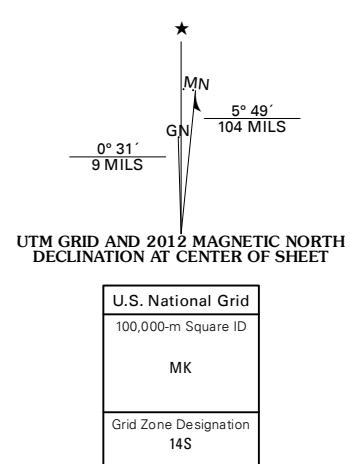 ★
MN
5° 49´
104 MILS
GN
0° 31´
9 MILS
UTM GRID AND 2012 MAGNETIC NORTH
DECLINATION AT CENTER OF SHEET
U.S. National Grid
100,000-m Square ID
MK
Grid Zone Designation
14S